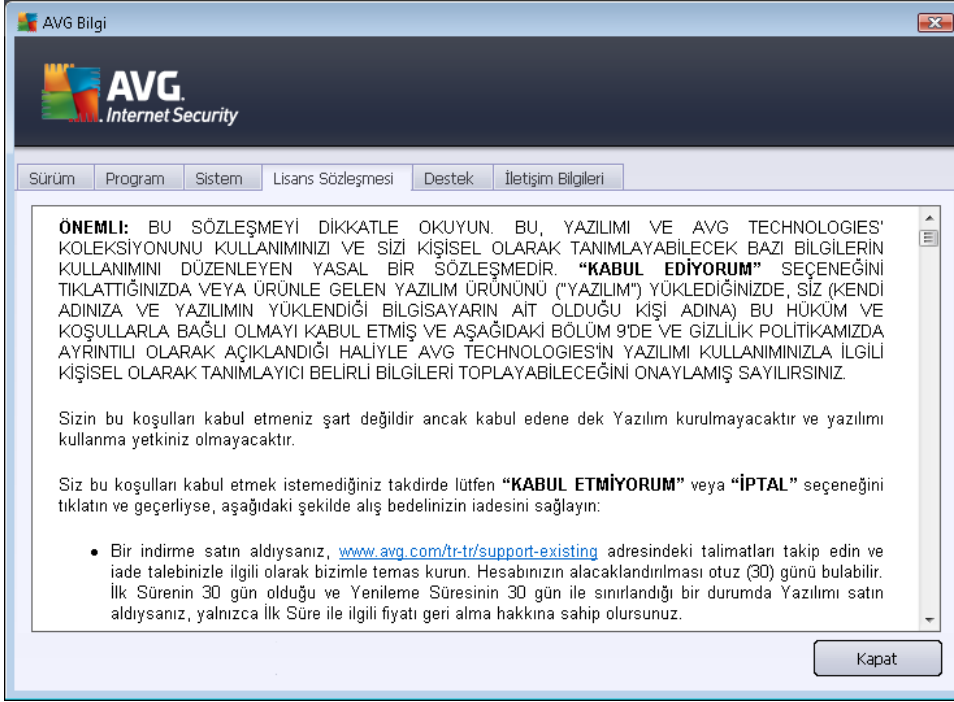 AVG Bilgi
AVG.
Internet Security
Sürüm Program Sistem Lisans Sözleşmesi Destek İletişim Bilgileri
ÖNEMLI: BU SÖZLEŞMEYİ DİKKATLE OKUYUN. BU, YAZILIMI VE AVG TECHNOLOGIES'
KOLEKSİYONUNU KULLANIMINIZI VE SİZİ KİŞİSEL OLARAK TANIMLAYABİLECEK BAZI BİLGİLERİN
KULLANIMINI DÜZENLEYEN YASAL BİR SÖZLEŞMEDİR. “KABUL EDİYORUM” SEÇENEĞİNİ
TIKLATTIĞINIZDA VEYA ÜRÜNLE GELEN YAZILIM ÜRÜNÜNÜ ("YAZILIM") YÜKLEDİĞİNİZDE, SİZ (KENDİ
ADINIZA VE YAZILIMIN YÜKLENDİĞİ BİLGİSAYARIN AİT OLDUĞU KİŞİ ADINA) BU HÜKÜM VE
KOŞULLARLA BAĞLI OLMAYI KABUL ETMİŞ VE AŞAĞIDAKİ BÖLÜM 9'DE VE GİZLİLİK POLİTİKAMIZDA
AYRINTILI OLARAK AÇIKLANDIĞI HALİYLE AVG TECHNOLOGIES'İN YAZILIMI KULLANIMINIZLA İLGİLİ
KİŞİSEL OLARAK TANIMLAYICI BELİRLİ BİLGİLERİ TOPLAYABİLECEĞİNİ ONAYLAMIŞ SAYILIRSINIZ.
Sizin bu koşulları kabul etmeniz şart değildir ancak kabul edene dek Yazılım kurulmayacaktır ve yazılımı
kullanma yetkiniz olmayacaktır.
Siz bu koşulları kabul etmek istemediğiniz takdirde lütfen “KABUL ETMİYORUM” veya “İPTAL” seçeneğini
tıklatın ve geçerliyse, aşağıdaki şekilde alış bedelinizin iadesini sağlayın:
• Bir indirme satın aldıysanız, www.avg.com/tr-tr/support-existing adresindeki talimatları takip edin ve
iade talebinizle ilgili olarak bizimle temas kurun. Hesabınızın alacaklandırılması otuz (30) günü bulabilir.
İlk Sürenin 30 gün olduğu ve Yenileme Süresinin 30 gün ile sınırlandığı bir durumda Yazılımı satın
aldıysanız, yalnızca İlk Süre ile ilgili fiyatı geri alma hakkına sahip olursunuz.
Kapat